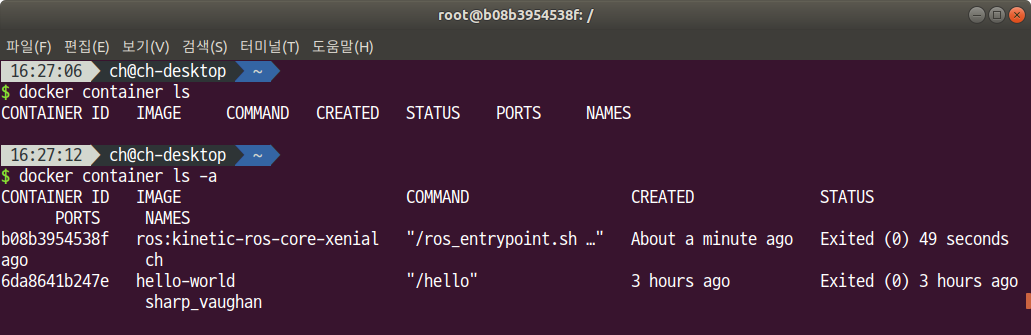 root@b08b3954538f: /
파일(F) 편집(E) 보기(V) 검색(S) 터미널(T) 도움말(H)
16:27:06 ch@ch-desktop ~
$ docker container ls
CONTAINER ID IMAGE COMMAND CREATED STATUS PORTS NAMES
16:27:12 ch@ch-desktop ~
$ docker container ls -a
CONTAINER ID IMAGE COMMAND CREATED STATUS
PORTS NAMES
b08b3954538f ros:kinetic-ros-core-xenial "/ros_entrypoint.sh …" About a minute ago Exited (0) 49 seconds
ago ch
6da8641b247e hello-world "/hello" 3 hours ago Exited (0) 3 hours ago
sharp_vaughan